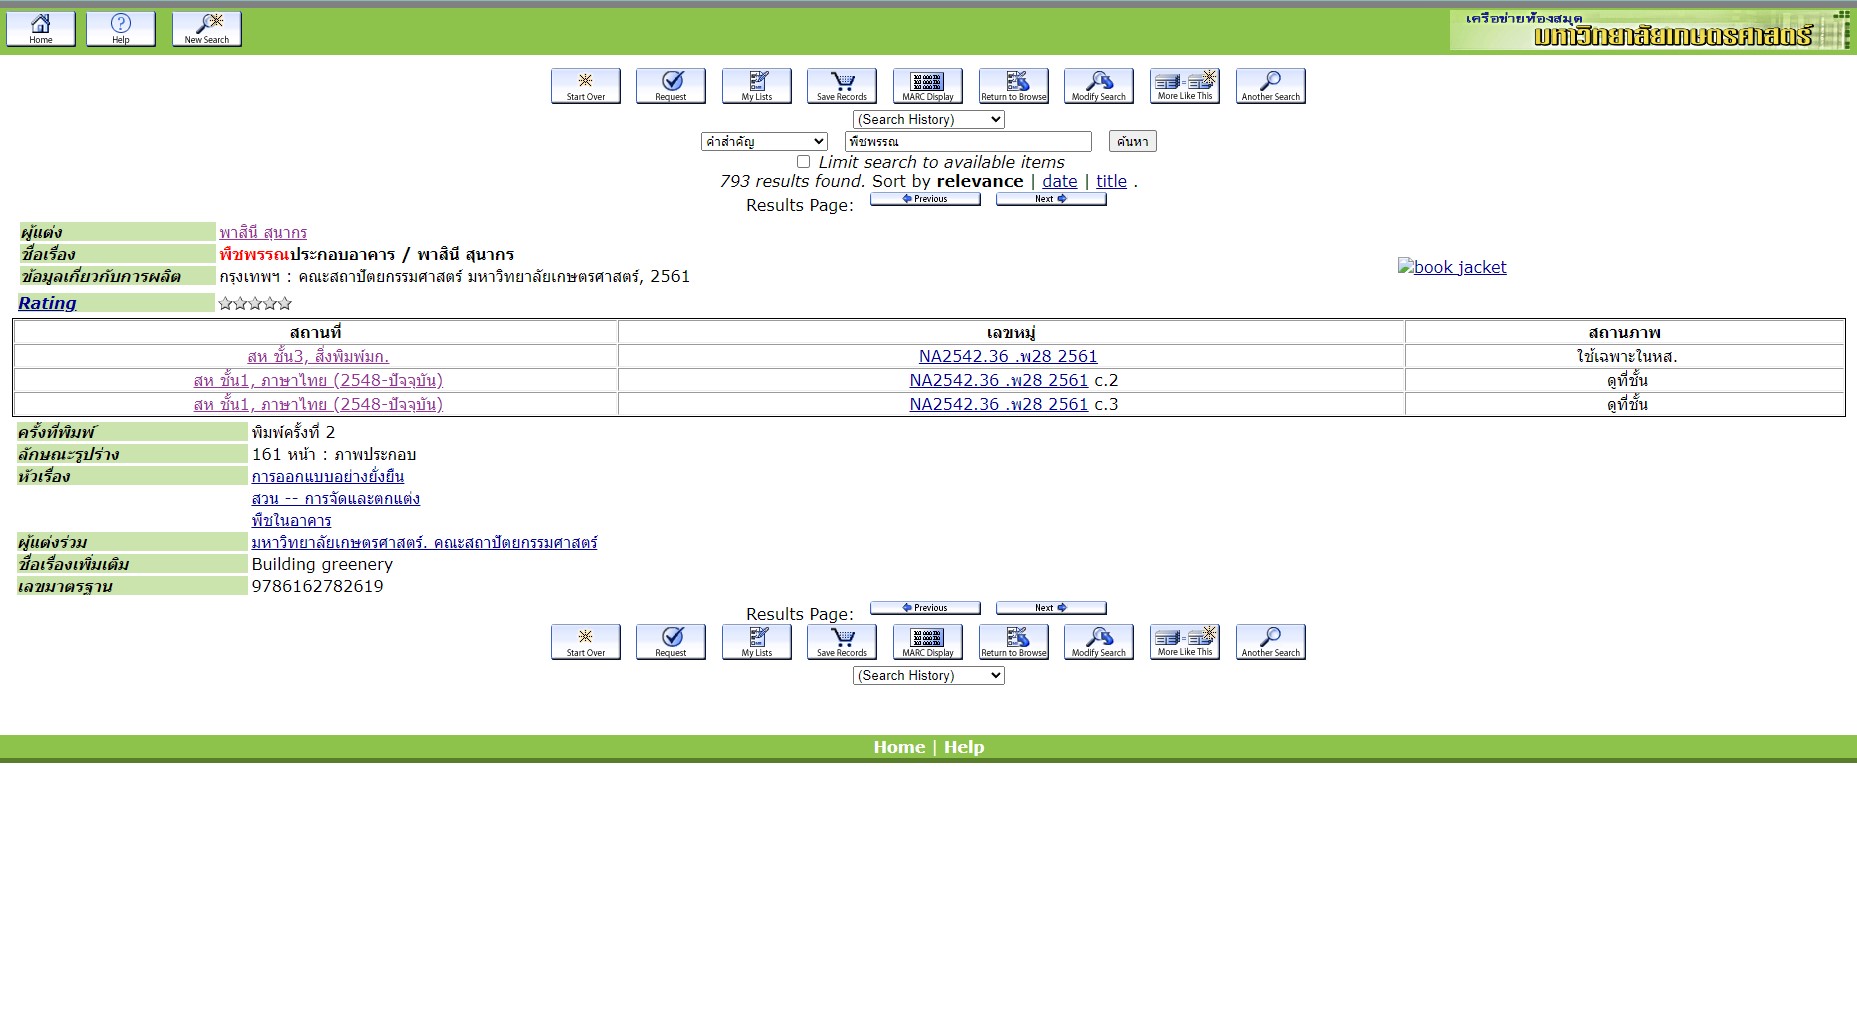 Home Help New Search เครือข่ายห้องสมุด
มหาวิทยาลัยเกษตรศาสตร์
Start Over Request My Lists Save Records MARC Display Return to Browse Modify Search More Like This Another Search
(Search History)
คำสำคัญ พืชพรรณ ค้นหา
Limit search to available items
793 results found. Sort by relevance | date | title .
Results Page: Previous Next
ผู้แต่ง พาสินี สุนากร
ชื่อเรื่อง พืชพรรณประกอบอาคาร / พาสินี สุนากร
ข้อมูลเกี่ยวกับการผลิต กรุงเทพฯ : คณะสถาปัตยกรรมศาสตร์ มหาวิทยาลัยเกษตรศาสตร์, 2561
book jacket
Rating
สถานที่ เลขหมู่ สถานภาพ
สห ชั้น3, สิ่งพิมพ์มก. NA2542.36 .พ28 2561 ใช้เฉพาะในหส.
สห ชั้น1, ภาษาไทย (2548-ปัจจุบัน) NA2542.36 .พ28 2561 c.2 ดูที่ชั้น
สห ชั้น1, ภาษาไทย (2548-ปัจจุบัน) NA2542.36 .พ28 2561 c.3 ดูที่ชั้น
ครั้งที่พิมพ์ พิมพ์ครั้งที่ 2
ลักษณะรูปร่าง 161 หน้า : ภาพประกอบ
หัวเรื่อง การออกแบบอย่างยั่งยืน
สวน -- การจัดและตกแต่ง
พืชในอาคาร
ผู้แต่งร่วม มหาวิทยาลัยเกษตรศาสตร์. คณะสถาปัตยกรรมศาสตร์
ชื่อเรื่องเพิ่มเติม Building greenery
เลขมาตรฐาน 9786162782619
Results Page: Previous Next
Start Over Request My Lists Save Records MARC Display Return to Browse Modify Search More Like This Another Search
(Search History)
Home | Help